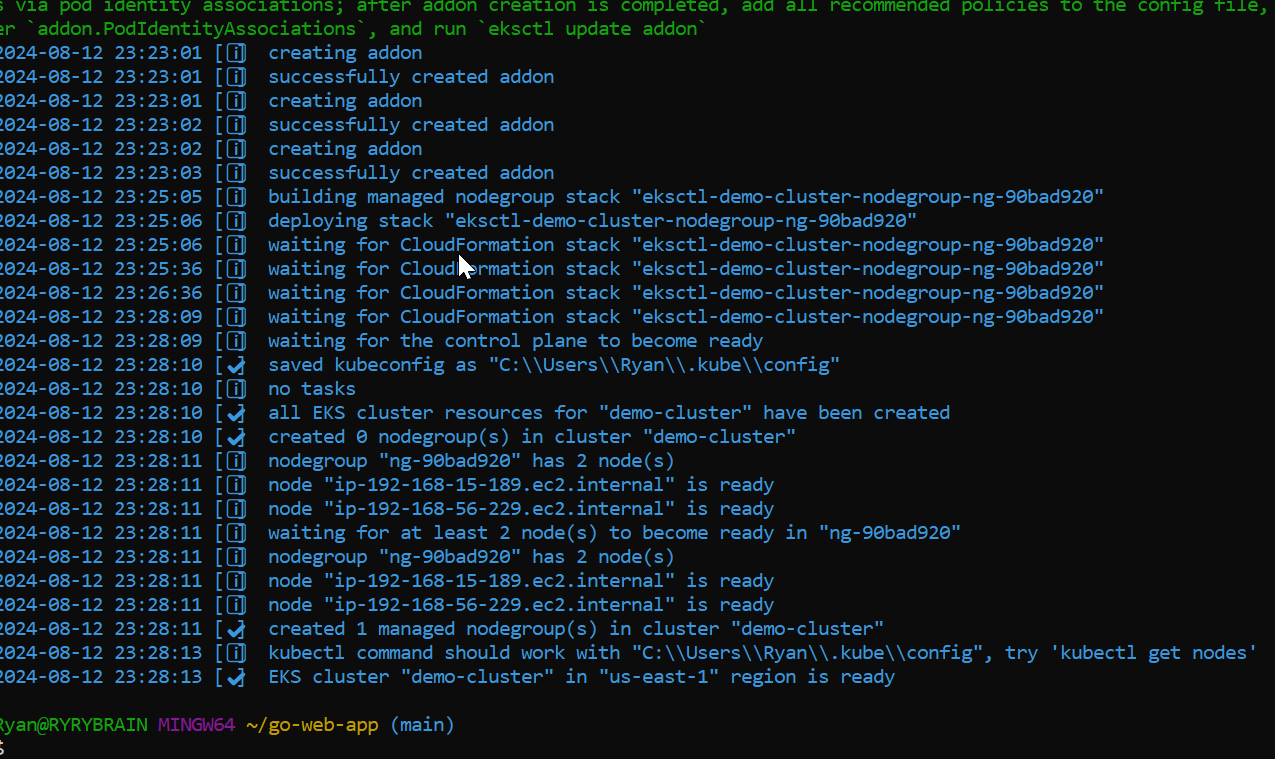 s via pod identity associations; after addon creation is completed, add all recommended policies to the config file,
er `addon.PodIdentityAssociations`, and run `eksctl update addon`
2024-08-12 23:23:01 [ℹ]  creating addon
2024-08-12 23:23:01 [ℹ]  successfully created addon
2024-08-12 23:23:01 [ℹ]  creating addon
2024-08-12 23:23:02 [ℹ]  successfully created addon
2024-08-12 23:23:02 [ℹ]  creating addon
2024-08-12 23:23:03 [ℹ]  successfully created addon
2024-08-12 23:25:05 [ℹ]  building managed nodegroup stack "eksctl-demo-cluster-nodegroup-ng-90bad920"
2024-08-12 23:25:06 [ℹ]  deploying stack "eksctl-demo-cluster-nodegroup-ng-90bad920"
2024-08-12 23:25:06 [ℹ]  waiting for CloudFormation stack "eksctl-demo-cluster-nodegroup-ng-90bad920"
2024-08-12 23:25:36 [ℹ]  waiting for CloudFormation stack "eksctl-demo-cluster-nodegroup-ng-90bad920"
2024-08-12 23:26:36 [ℹ]  waiting for CloudFormation stack "eksctl-demo-cluster-nodegroup-ng-90bad920"
2024-08-12 23:28:09 [ℹ]  waiting for CloudFormation stack "eksctl-demo-cluster-nodegroup-ng-90bad920"
2024-08-12 23:28:09 [ℹ]  waiting for the control plane to become ready
2024-08-12 23:28:10 [✔]  saved kubeconfig as "C:\\Users\\Ryan\\.kube\\config"
2024-08-12 23:28:10 [ℹ]  no tasks
2024-08-12 23:28:10 [✔]  all EKS cluster resources for "demo-cluster" have been created
2024-08-12 23:28:10 [✔]  created 0 nodegroup(s) in cluster "demo-cluster"
2024-08-12 23:28:11 [ℹ]  nodegroup "ng-90bad920" has 2 node(s)
2024-08-12 23:28:11 [ℹ]  node "ip-192-168-15-189.ec2.internal" is ready
2024-08-12 23:28:11 [ℹ]  node "ip-192-168-56-229.ec2.internal" is ready
2024-08-12 23:28:11 [ℹ]  waiting for at least 2 node(s) to become ready in "ng-90bad920"
2024-08-12 23:28:11 [ℹ]  nodegroup "ng-90bad920" has 2 node(s)
2024-08-12 23:28:11 [ℹ]  node "ip-192-168-15-189.ec2.internal" is ready
2024-08-12 23:28:11 [ℹ]  node "ip-192-168-56-229.ec2.internal" is ready
2024-08-12 23:28:11 [✔]  created 1 managed nodegroup(s) in cluster "demo-cluster"
2024-08-12 23:28:13 [ℹ]  kubectl command should work with "C:\\Users\\Ryan\\.kube\\config", try 'kubectl get nodes'
2024-08-12 23:28:13 [✔]  EKS cluster "demo-cluster" in "us-east-1" region is ready
Ryan@RYRYBRAIN MINGW64 ~/go-web-app (main)
$